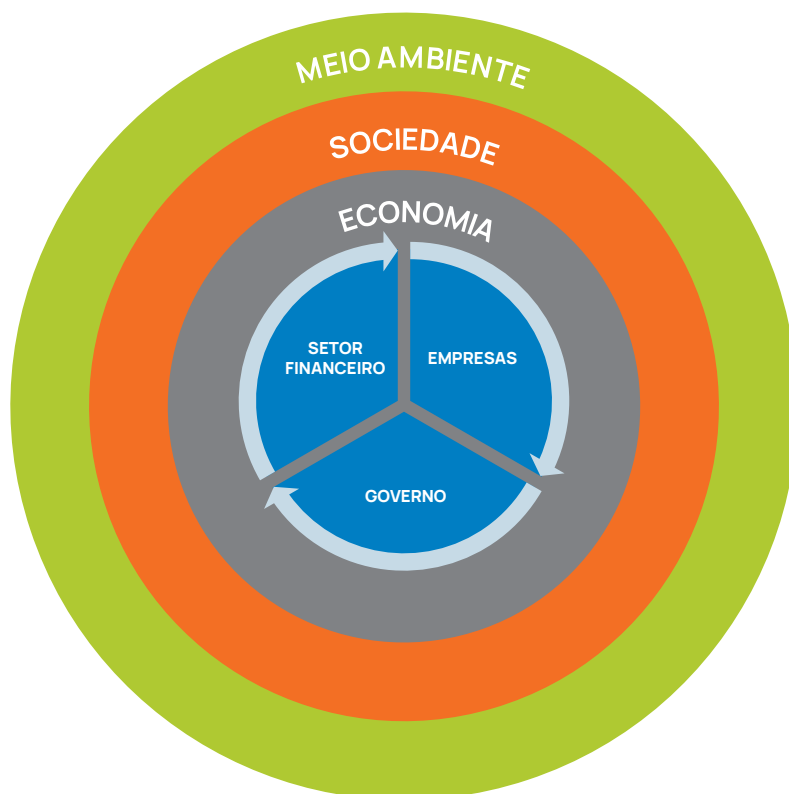 MEIO AMBIENTE
SOCIEDADE
ECONOMIA
SETOR
FINANCEIRO
EMPRESAS
GOVERNO